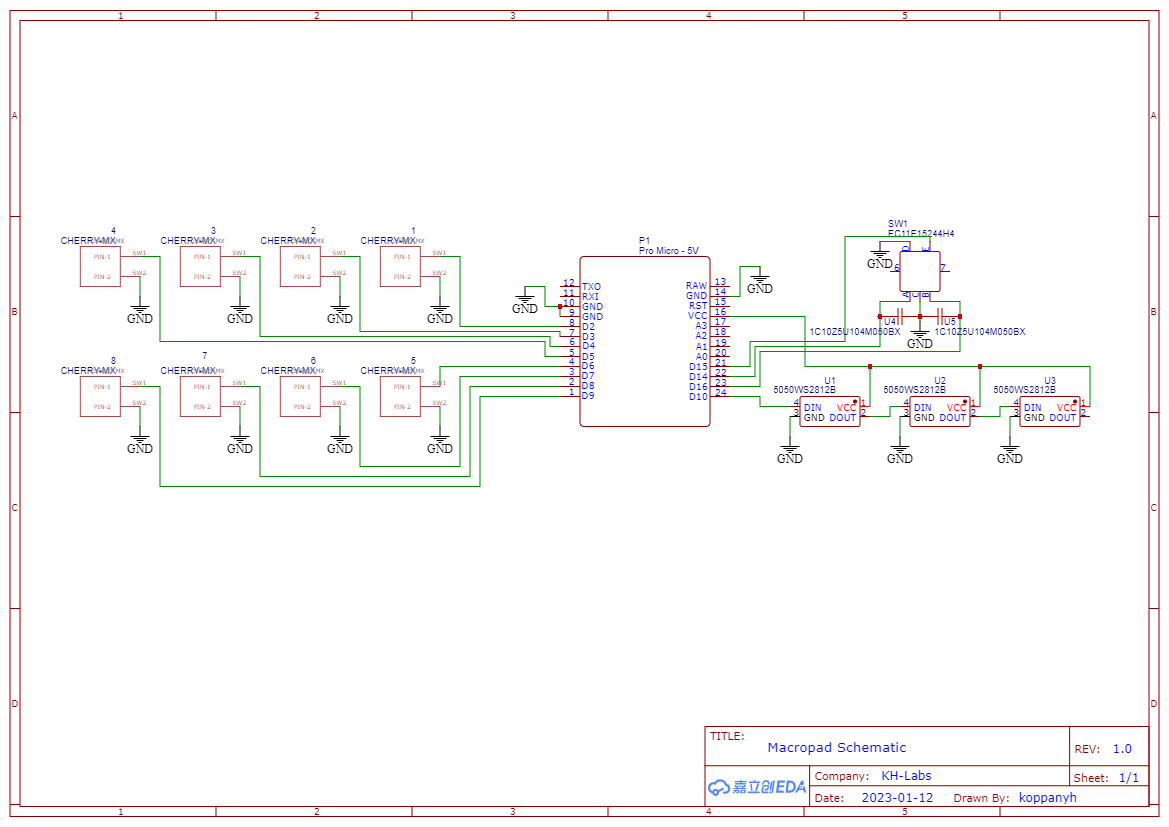 1 2 3 4 5
A A
SW1
EC11E15244H4
4 3 2 1
CHERRY-MX CHERRY-MX CHERRY-MX CHERRY-MX
P1
Pro Micro - 5V
D E
PIN-1 SW1 PIN-1 SW1 PIN-1 SW1 PIN-1 SW1
PIN-2 SW2 PIN-2 SW2 PIN-2 SW2 PIN-2 SW2
GND 6 7
A C B
12 TXO RAW 13
11 RXI GND 14
10 GND RST 15
9 GND VCC 16
8 D2 A3 17
7 D3 A2 18
6 D4 A1 19
5 D5 A0 20
4 D6 D15 21
3 D7 D14 22
2 D8 D16 23
1 D9 D10 24
GND GND
GND GND GND GND
B B
U4 U5
1C10Z5U104M050BX 1C10Z5U104M050BX
GND
8 7 6 5
CHERRY-MX CHERRY-MX CHERRY-MX CHERRY-MX
PIN-1 SW1 PIN-1 SW1 PIN-1 SW1 PIN-1 SW1
PIN-2 SW2 PIN-2 SW2 PIN-2 SW2 PIN-2 SW2
GND GND GND GND
U1 U2 U3
5050WS2812B 5050WS2812B 5050WS2812B
4 DIN VCC 1 4 DIN VCC 1 4 DIN VCC 1
3 GND DOUT 2 3 GND DOUT 2 3 GND DOUT 2
GND GND GND
C C
D D
TITLE:
Macropad Schematic
REV: 1.0
嘉立创EDA
Company: KH-Labs
Sheet: 1/1
Date: 2023-01-12 Drawn By: koppanyh
1 2 3 4 5